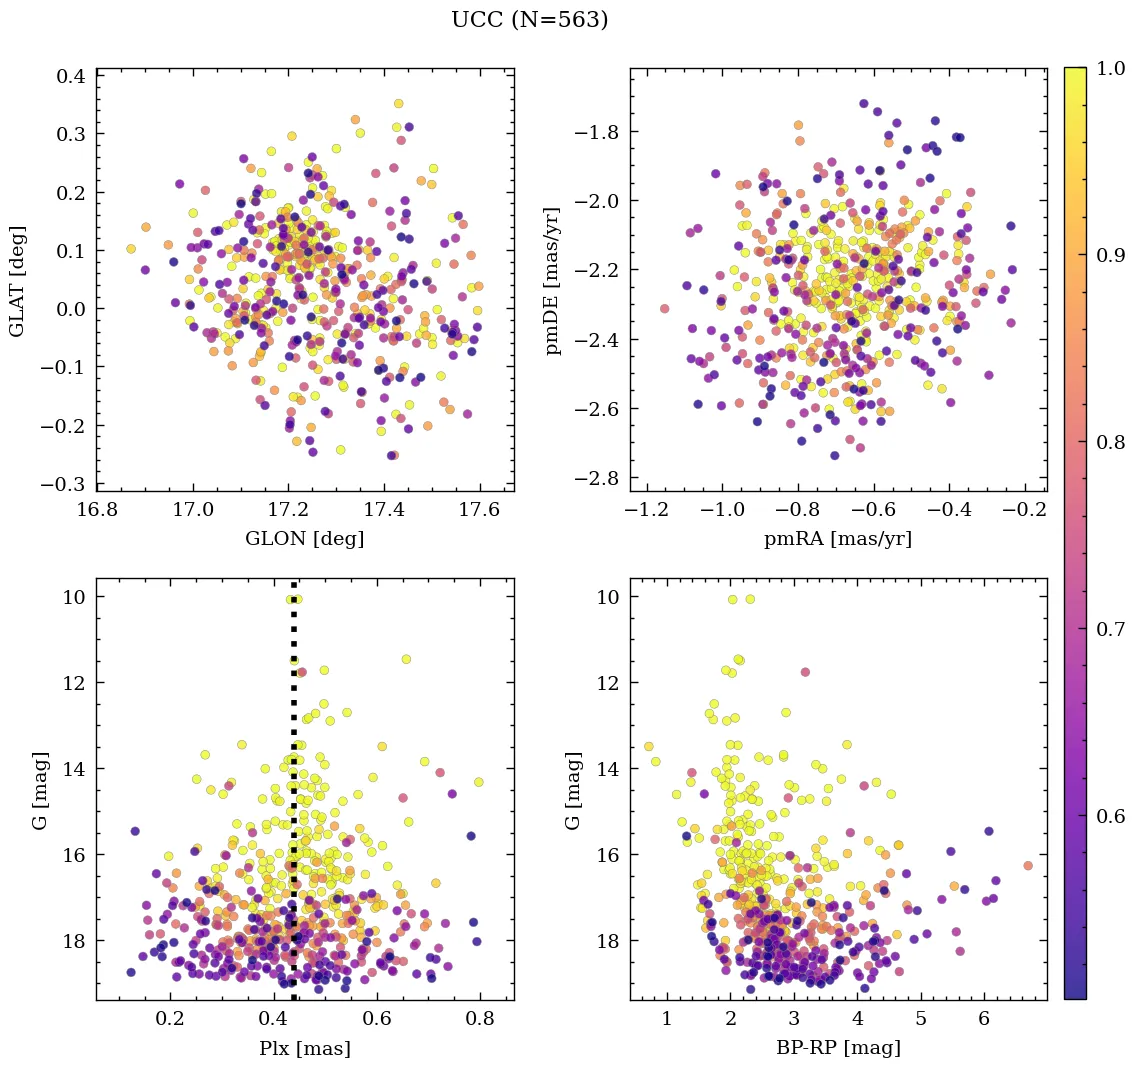 UCC (N=563)
0.4
0.3
0.2
0.1
0.0
−0.1
−0.2
−0.3
GLAT [deg]
16.8 17.0 17.2 17.4 17.6
GLON [deg]
−1.8
−2.0
−2.2
−2.4
−2.6
−2.8
pmDE [mas/yr]
−1.2 −1.0 −0.8 −0.6 −0.4 −0.2
pmRA [mas/yr]
10
12
14
16
18
G [mag]
0.2 0.4 0.6 0.8
Plx [mas]
10
12
14
16
18
G [mag]
1 2 3 4 5 6
BP-RP [mag]
1.0
0.9
0.8
0.7
0.6